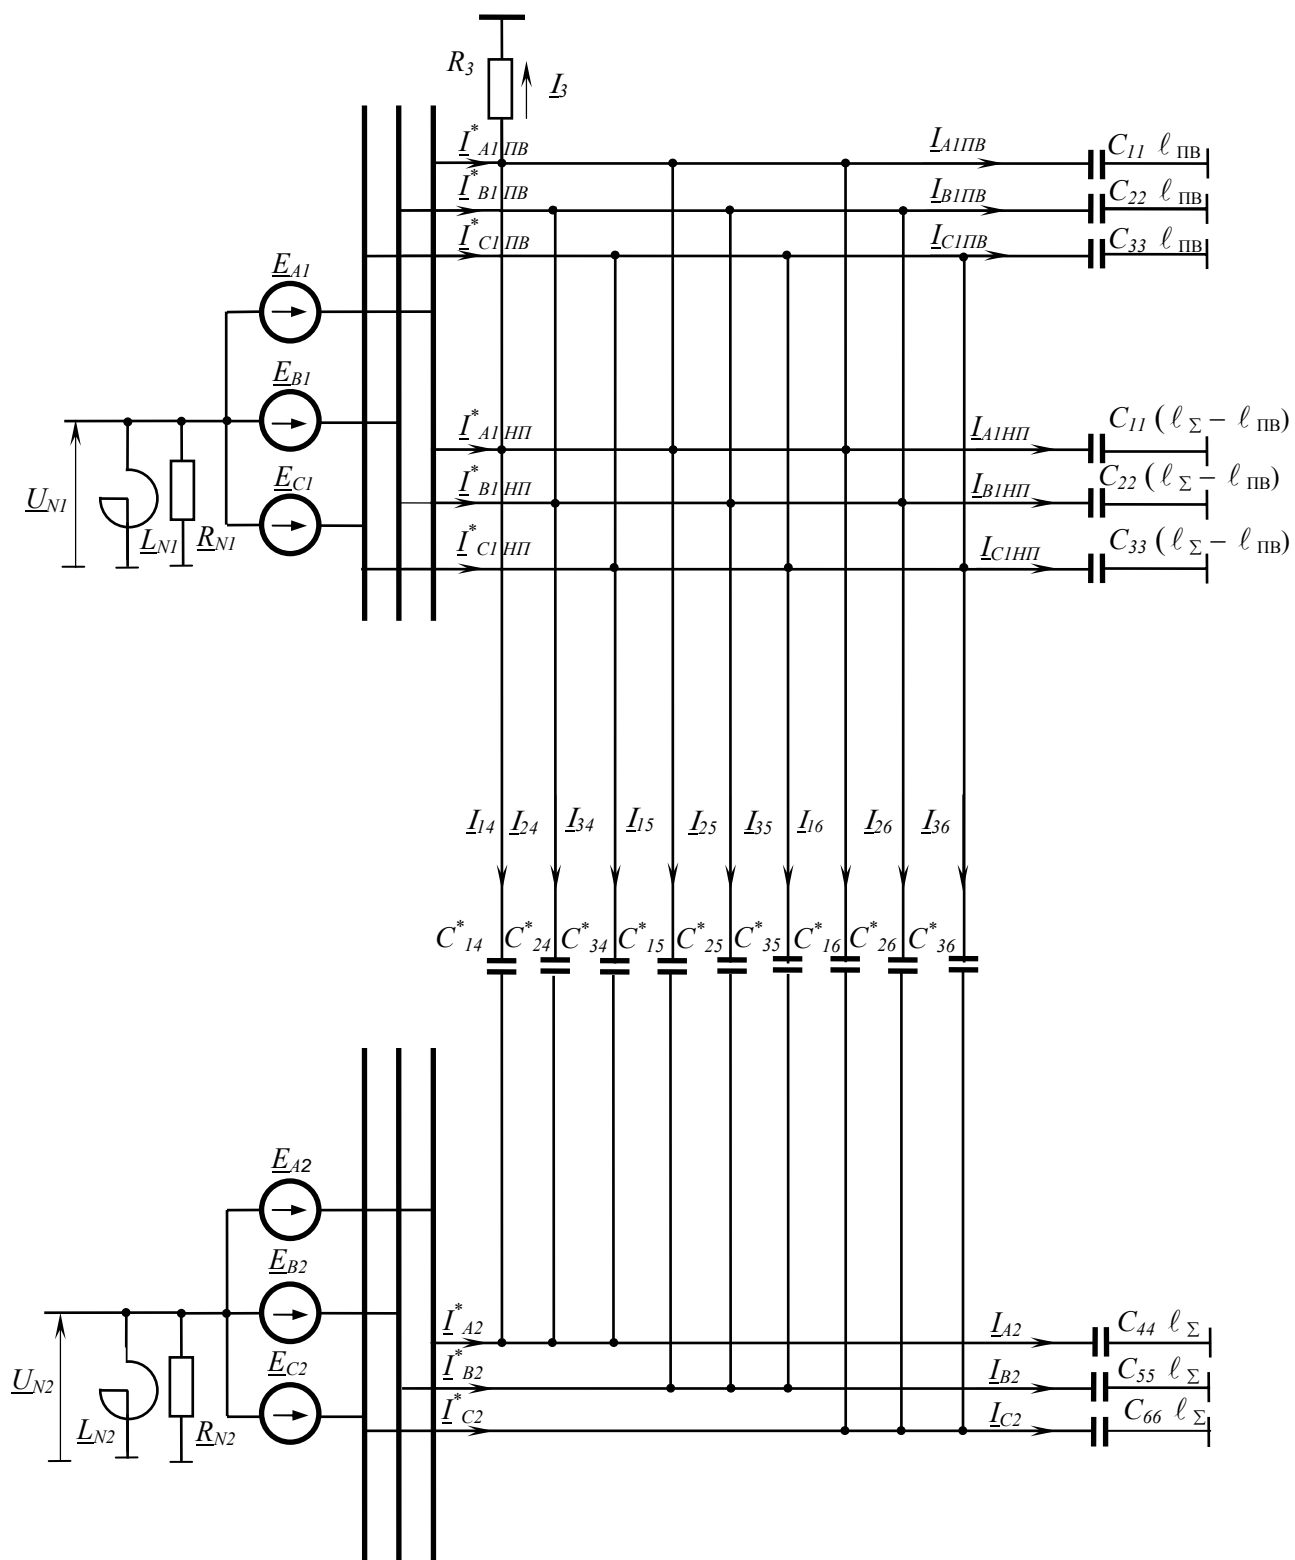 R3 I3
I*A1 ПВ IA1ПВ C11 ℓ ПВ
I*B1 ПВ IB1ПВ C22 ℓ ПВ
I*C1 ПВ IC1ПВ C33 ℓ ПВ
EA1
EB1
I*A1 НП IA1НП C11 (ℓ Σ − ℓ ПВ)
EC1 I*B1 НП IB1НП C22 (ℓ Σ − ℓ ПВ)
UN1 LN1 RN1 I*C1 НП IC1НП C33 (ℓ Σ − ℓ ПВ)
I14 I24 I34 I15 I25 I35 I16 I26 I36
C*14 C*24 C*34 C*15 C*25 C*35 C*16 C*26 C*36
EA2
EB2
I*A2 IA2 C44 ℓ Σ
UN2 EC2 I*B2 IB2 C55 ℓ Σ
LN2 RN2 I*C2 IC2 C66 ℓ Σ